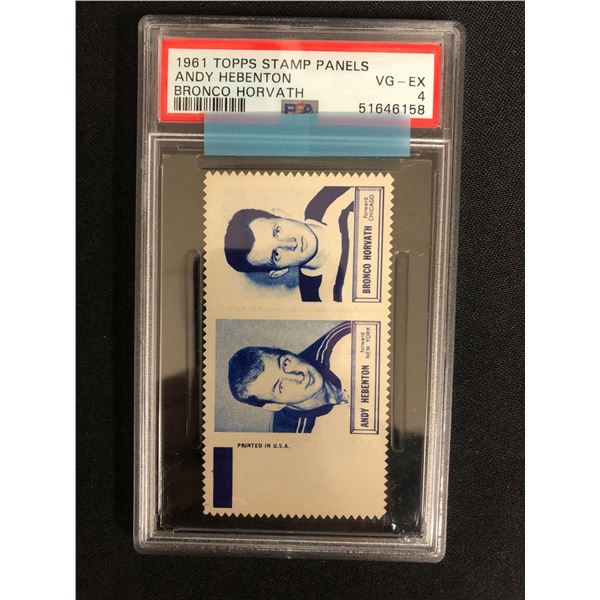 1961 TOPPS STAMP PANELS
ANDY HEBENTON VG - EX
BRONCO HORVATH 4
51646158
BRONCO HORVATH
forward
CHICAGO
ANDY HEBENTON
forward
NEW YORK
PRINTED IN U.S.A.